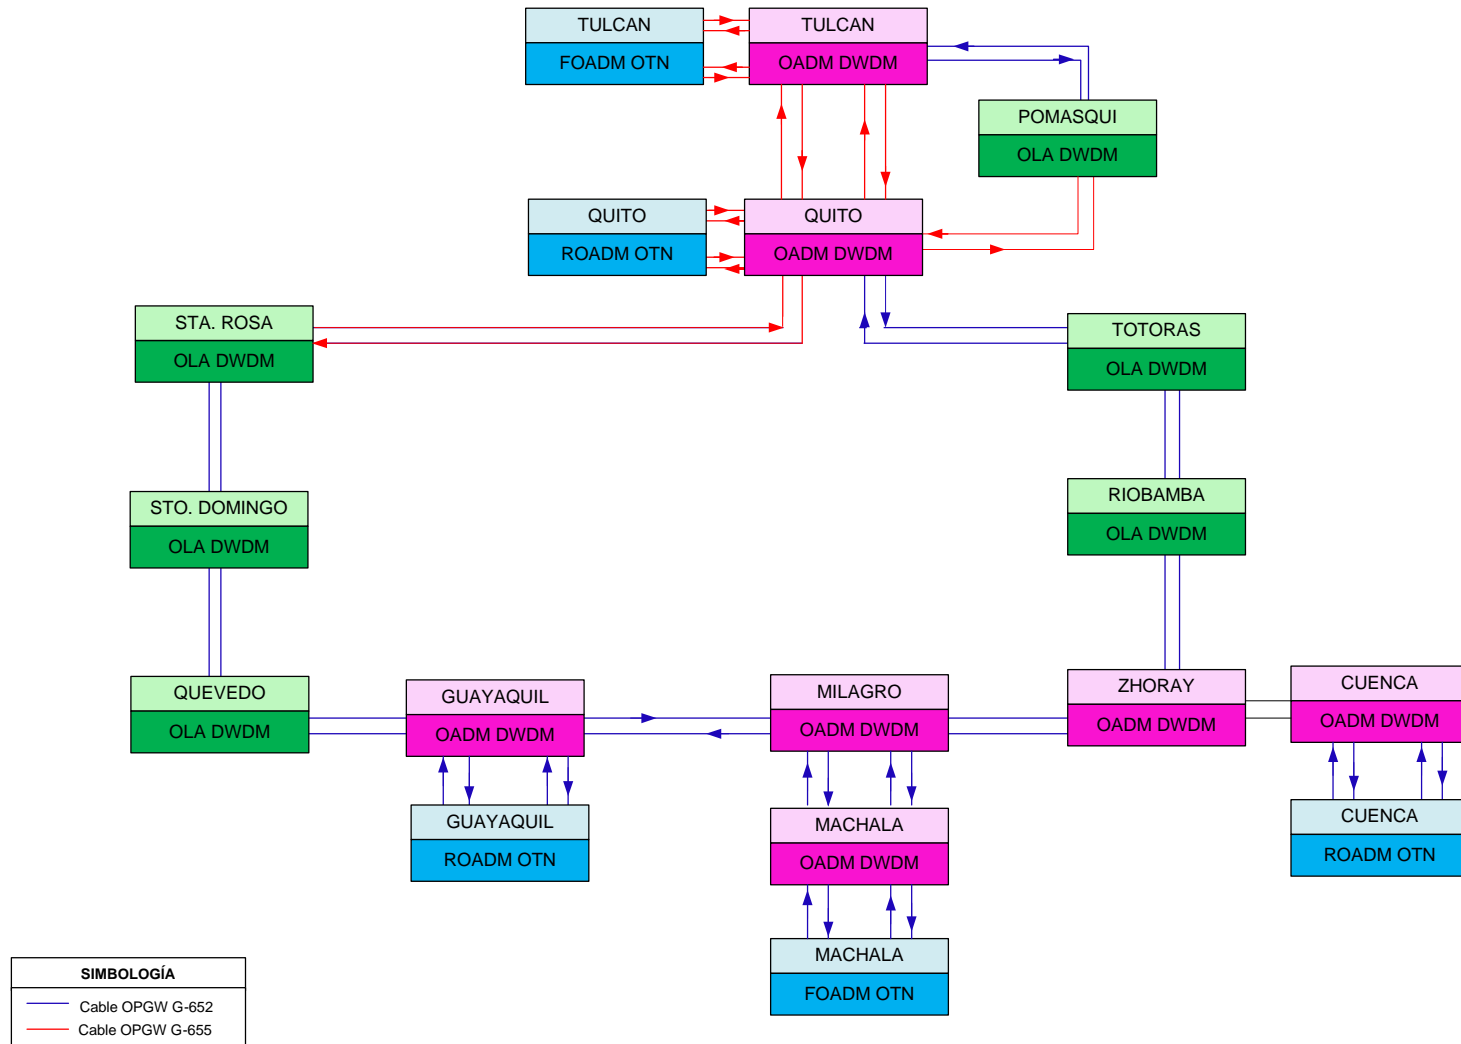 TULCAN
FOADM OTN
TULCAN
OADM DWDM
POMASQUI
OLA DWDM
QUITO
ROADM OTN
QUITO
OADM DWDM
STA. ROSA
OLA DWDM
TOTORAS
OLA DWDM
STO. DOMINGO
OLA DWDM
RIOBAMBA
OLA DWDM
QUEVEDO
OLA DWDM
GUAYAQUIL
OADM DWDM
MILAGRO
OADM DWDM
ZHORAY
OADM DWDM
CUENCA
OADM DWDM
GUAYAQUIL
ROADM OTN
MACHALA
OADM DWDM
CUENCA
ROADM OTN
MACHALA
FOADM OTN
SIMBOLOGÍA
Cable OPGW G-652
Cable OPGW G-655